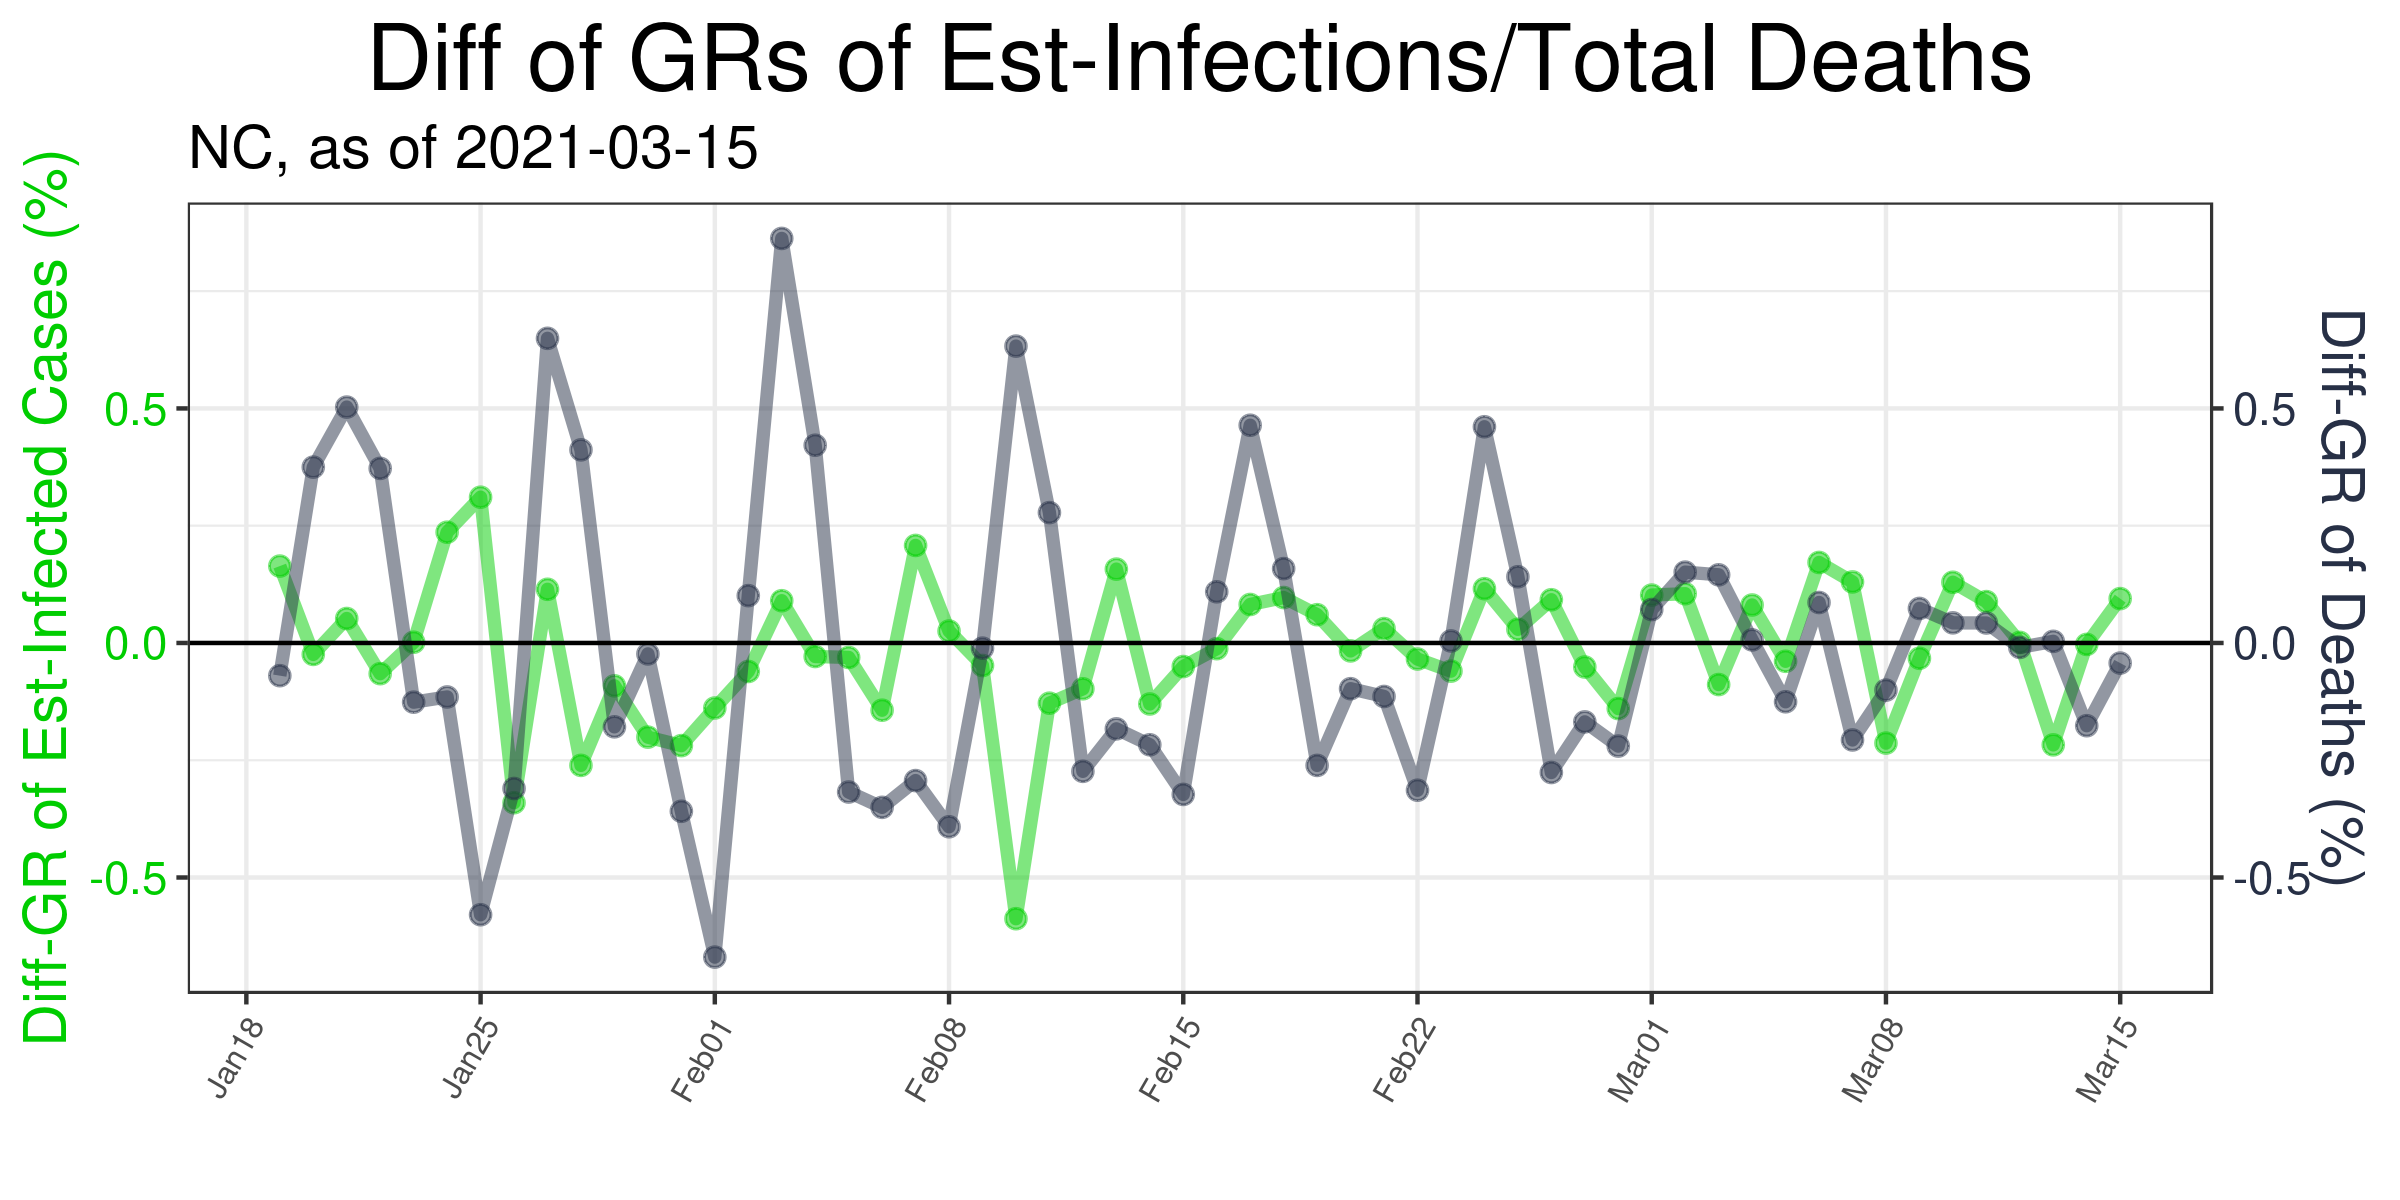 Diff of GRs of Est-Infections/Total Deaths
NC, as of 2021-03-15
Diff-GR of Est-Infected Cases (%)
0.5
0.0
-0.5
0.5
0.0
-0.5
Diff-GR of Deaths (%)
Jan18
Jan25
Feb01
Feb08
Feb15
Feb22
Mar01
Mar08
Mar15